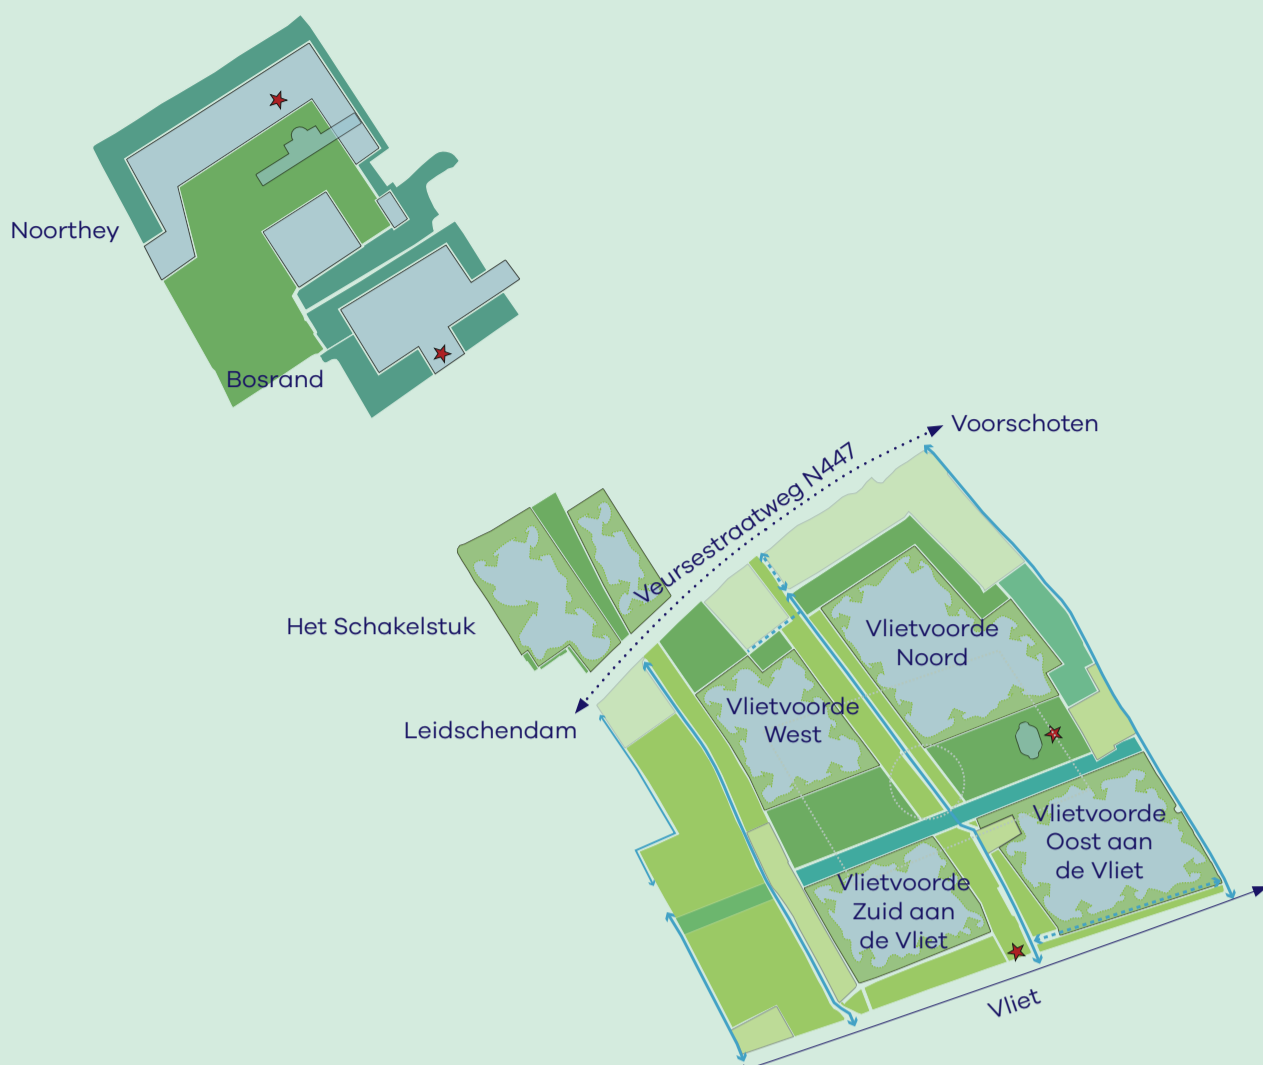 Noorthey
Bosrand
Voorschoten
Veursestraatweg N447
Het Schakelstuk
Leidschendam
Vlietvoorde
Noord
Vlietvoorde
West
Vlietvoorde
Oost aan
de Vliet
Vlietvoorde
Zuid aan
de Vliet
Vliet